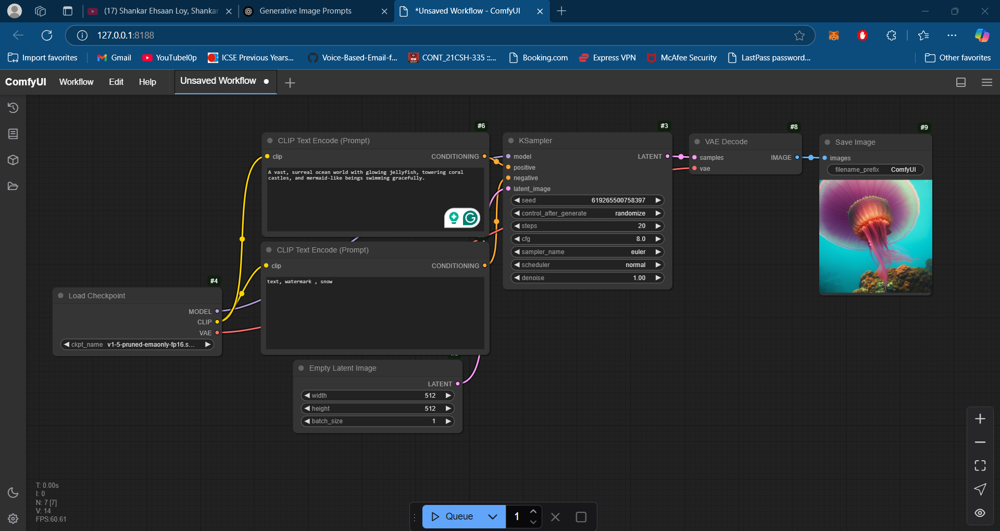 (17) Shankar Ehsaan Loy, Shankar
Generative Image Prompts
*Unsaved Workflow - ComfyUI
127.0.0.1:8188
Import favorites
Gmail
YouTubel0p
ICSE Previous Years...
Voice-Based-Email-f...
CONT_21CSH-335 ::...
Booking.com
Express VPN
McAfee Security
LastPass password...
Other favorites
ComfyUI
Workflow
Edit
Help
Unsaved Workflow
#6
CLIP Text Encode (Prompt)
clip
CONDITIONING
A vast, surreal ocean world with glowing jellyfish, towering coral
castles, and mermaid-like beings swimming gracefully.
CLIP Text Encode (Prompt)
clip
CONDITIONING
text, watermark , snow
#4
Load Checkpoint
MODEL
CLIP
VAE
ckpt_name v1-5-pruned-emaonly-fp16.s...
Empty Latent Image
LATENT
width 512
height 512
batch_size 1
#3
KSampler
model
LATENT
positive
negative
latent_image
seed 619265500758397
control_after_generate randomize
steps 20
cfg 8.0
sampler_name euler
scheduler normal
denoise 1.00
#8
VAE Decode
samples
IMAGE
vae
#9
Save Image
images
filename_prefix ComfyUI
T: 0.00s
I: 0
N: 7 [7]
V: 14
FPS:60.61
Queue
1